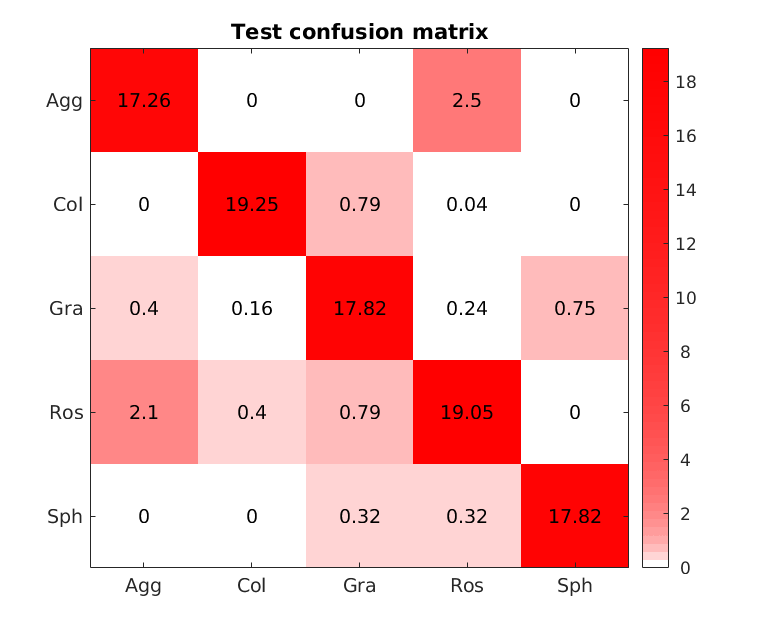 Test confusion matrix
Agg 17.26 0 0 2.5 0
Col 0 19.25 0.79 0.04 0
Gra 0.4 0.16 17.82 0.24 0.75
Ros 2.1 0.4 0.79 19.05 0
Sph 0 0 0.32 0.32 17.82
Agg Col Gra Ros Sph
18
16
14
12
10
8
6
4
2
0